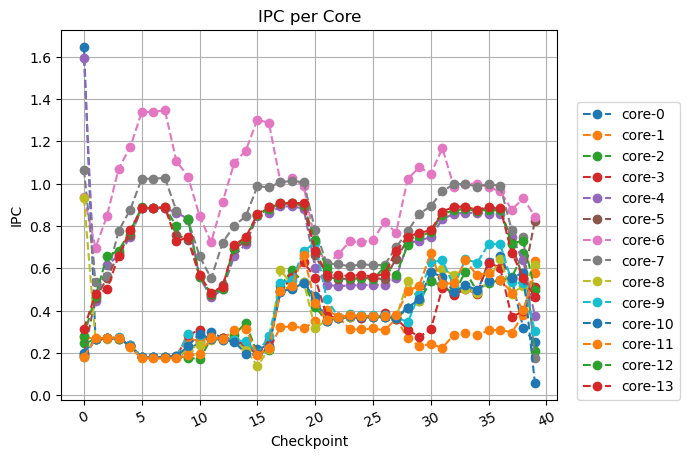 IPC per Core
IPC
1.6
1.4
1.2
1.0
0.8
0.6
0.4
0.2
0.0
0
5
10
15
20
25
30
35
40
Checkpoint
core-0
core-1
core-2
core-3
core-4
core-5
core-6
core-7
core-8
core-9
core-10
core-11
core-12
core-13